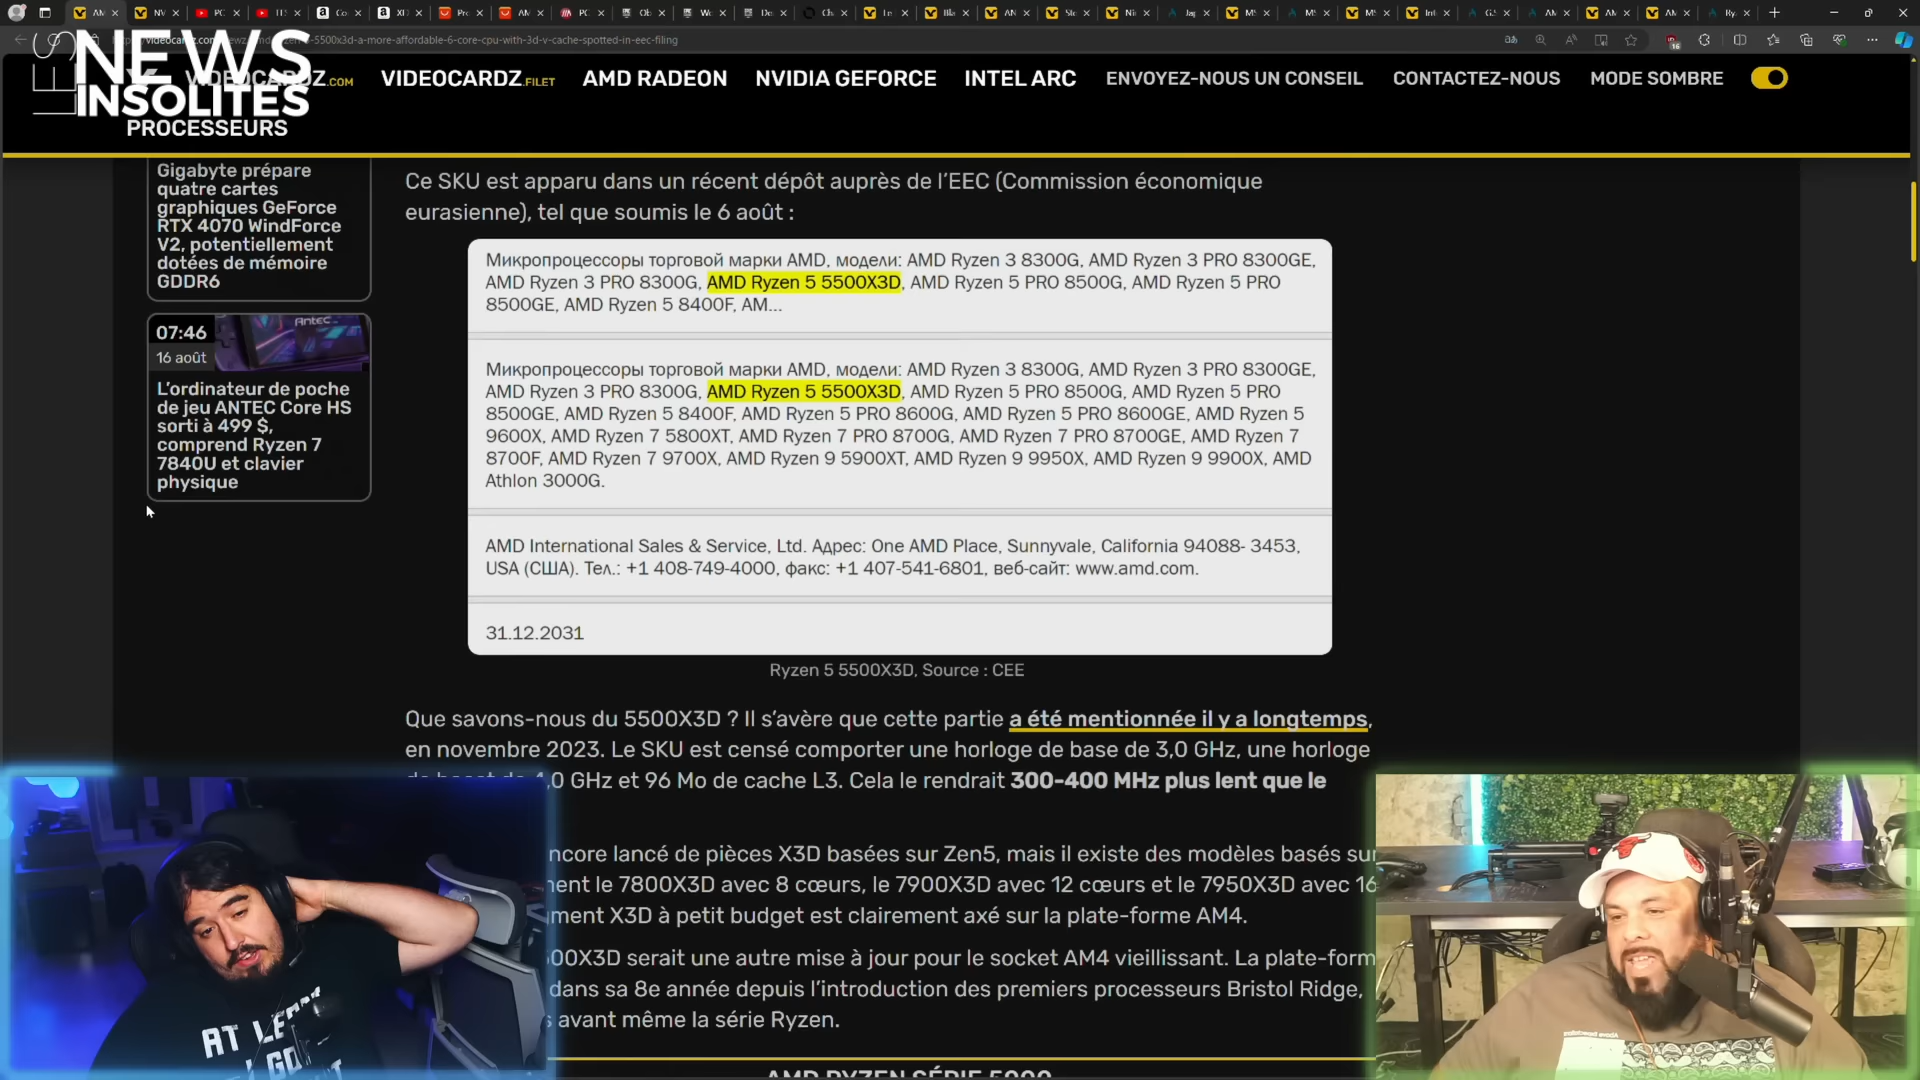 LES
NEWS
INSOLITES
PROCESSEURS
VIDEOCARDZ.COM
VIDEOCARDZ.FILET
AMD RADEON
NVIDIA GEFORCE
INTEL ARC
ENVOYEZ-NOUS UN CONSEIL
CONTACTEZ-NOUS
MODE SOMBRE
Gigabyte prépare
quatre cartes
graphiques GeForce
RTX 4070 WindForce
V2, potentiellement
dotées de mémoire
GDDR6
07:46
16 août
L'ordinateur de poche
de jeu ANTEC Core HS
sorti à 499 $,
comprend Ryzen 7
7840U et clavier
physique
Ce SKU est apparu dans un récent dépôt auprès de l'EEC (Commission économique
eurasienne), tel que soumis le 6 août :
Микропроцессоры торговой марки AMD, модели: AMD Ryzen 3 8300G, AMD Ryzen 3 PRO 8300GE,
AMD Ryzen 3 PRO 8300G, AMD Ryzen 5 5500X3D, AMD Ryzen 5 PRO 8500G, AMD Ryzen 5 PRO
8500GE, AMD Ryzen 5 8400F, AM...
Микропроцессоры торговой марки AMD, модели: AMD Ryzen 3 8300G, AMD Ryzen 3 PRO 8300GE,
AMD Ryzen 3 PRO 8300G, AMD Ryzen 5 5500X3D, AMD Ryzen 5 PRO 8500G, AMD Ryzen 5 PRO
8500GE, AMD Ryzen 5 8400F, AMD Ryzen 5 PRO 8600G, AMD Ryzen 5 PRO 8600GE, AMD Ryzen 5
9600X, AMD Ryzen 7 5800XT, AMD Ryzen 7 PRO 8700G, AMD Ryzen 7 PRO 8700GE, AMD Ryzen 7
8700F, AMD Ryzen 7 9700X, AMD Ryzen 9 5900XT, AMD Ryzen 9 9950X, AMD Ryzen 9 9900X, AMD
Athlon 3000G.
AMD International Sales & Service, Ltd. Адрес: One AMD Place, Sunnyvale, California 94088- 3453,
USA (США). Тел.: +1 408-749-4000, факс: +1 407-541-6801, веб-сайт: www.amd.com.
31.12.2031
Ryzen 5 5500X3D, Source : CEE
Que savons-nous du 5500X3D ? Il s'avère que cette partie a été mentionnée il y a longtemps,
en novembre 2023. Le SKU est censé comporter une horloge de base de 3,0 GHz, une horloge
,0 GHz et 96 Mo de cache L3. Cela le rendrait 300-400 MHz plus lent que le
ncore lancé de pièces X3D basées sur Zen5, mais il existe des modèles basés sur
ent le 7800X3D avec 8 cœurs, le 7900X3D avec 12 cœurs et le 7950X3D avec 16
ment X3D à petit budget est clairement axé sur la plate-forme AM4.
00X3D serait une autre mise à jour pour le socket AM4 vieillissant. La plate-form
dans sa 8e année depuis l'introduction des premiers processeurs Bristol Ridge,
s avant même la série Ryzen.
AMD RYZEN SÉRIE 5000
AT LE
I GO